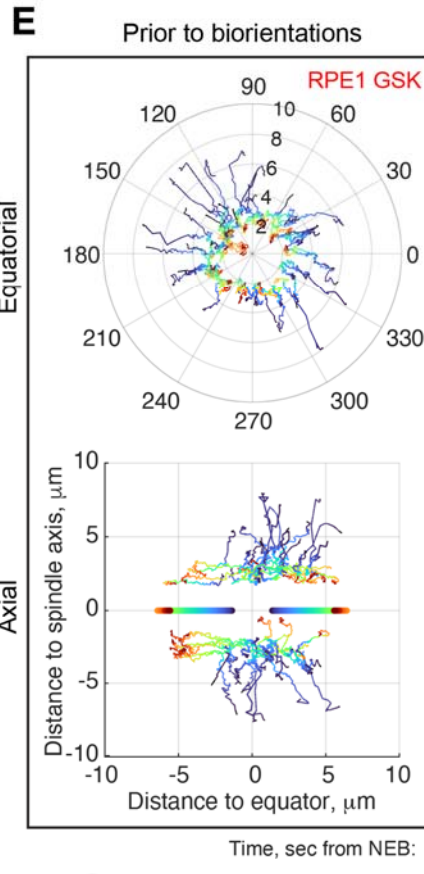 E
Prior to biorientations
RPE1 GSK
Equatorial
90
120 10 60
8
150 6 30
4
2
180 0
210 330
240 300
270
Axial
Distance to spindle axis, μm
10
5
0
-5
-10
-10 -5 0 5 10
Distance to equator, μm
Time, sec from NEB: